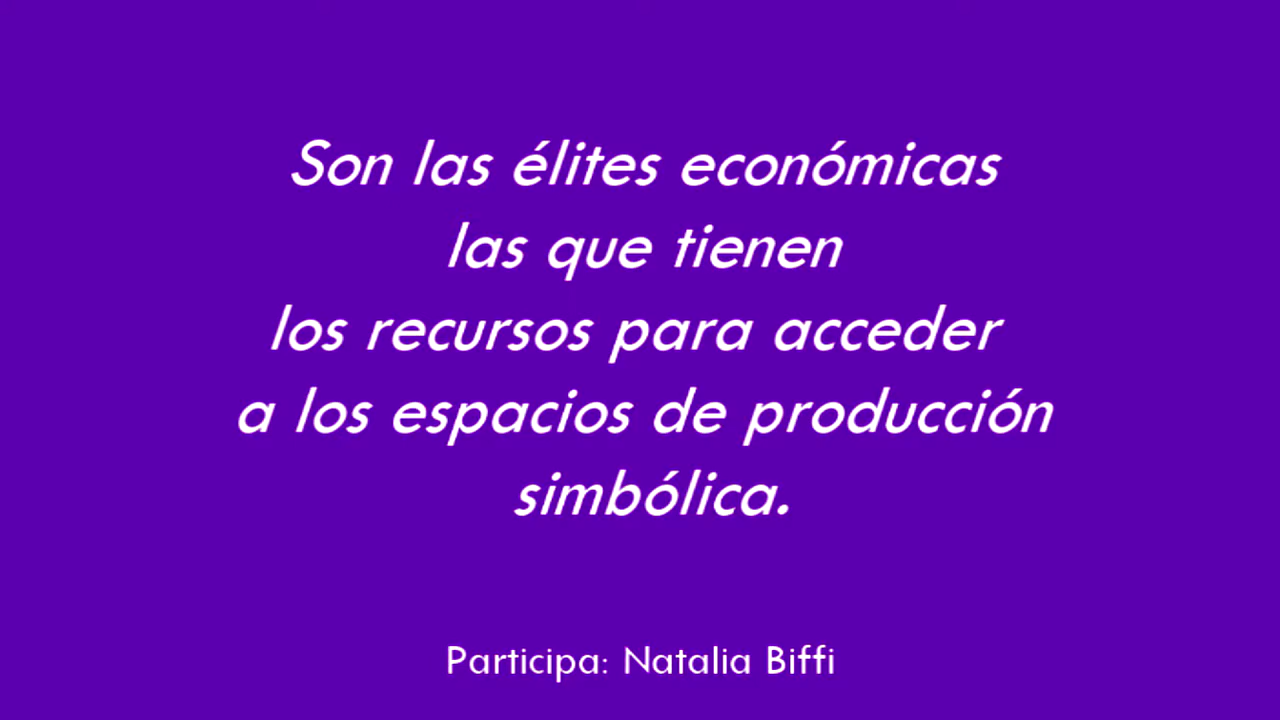 Son las élites económicas
las que tienen
los recursos para acceder
a los espacios de producción
simbólica.
Participa: Natalia Biffi